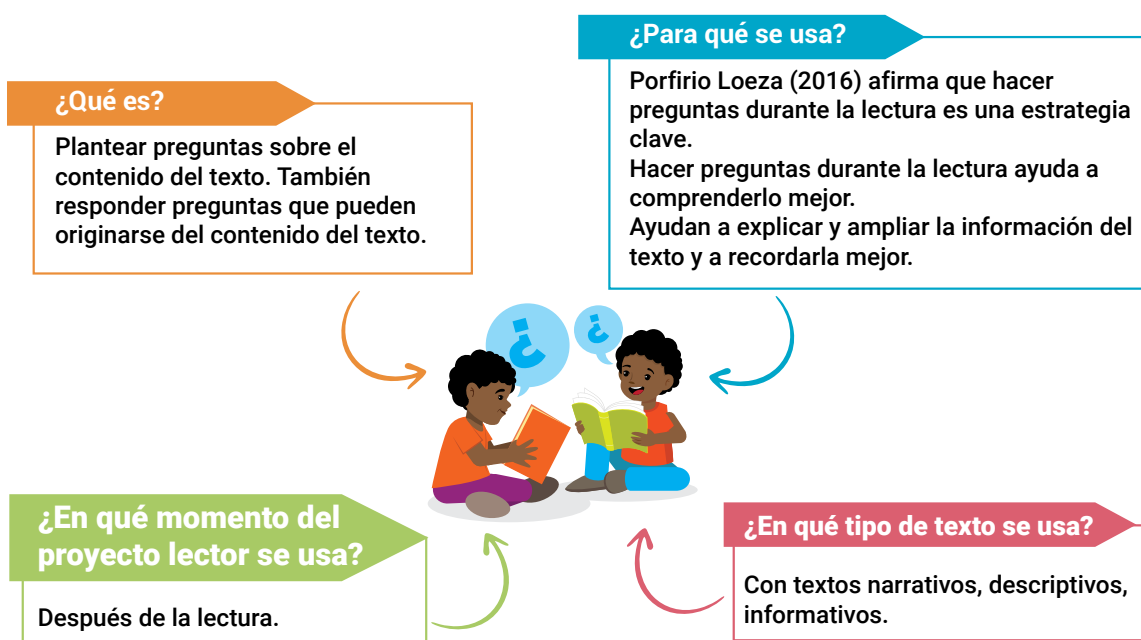 ¿Qué es?
Plantear preguntas sobre el
contenido del texto. También
responder preguntas que pueden
originarse del contenido del texto.
¿Para qué se usa?
Porfirio Loeza (2016) afirma que hacer
preguntas durante la lectura es una estrategia
clave.
Hacer preguntas durante la lectura ayuda a
comprenderlo mejor.
Ayudan a explicar y ampliar la información del
texto y a recordarla mejor.
¿
¿
¿En qué momento del
proyecto lector se usa?
Después de la lectura.
¿En qué tipo de texto se usa?
Con textos narrativos, descriptivos,
informativos.